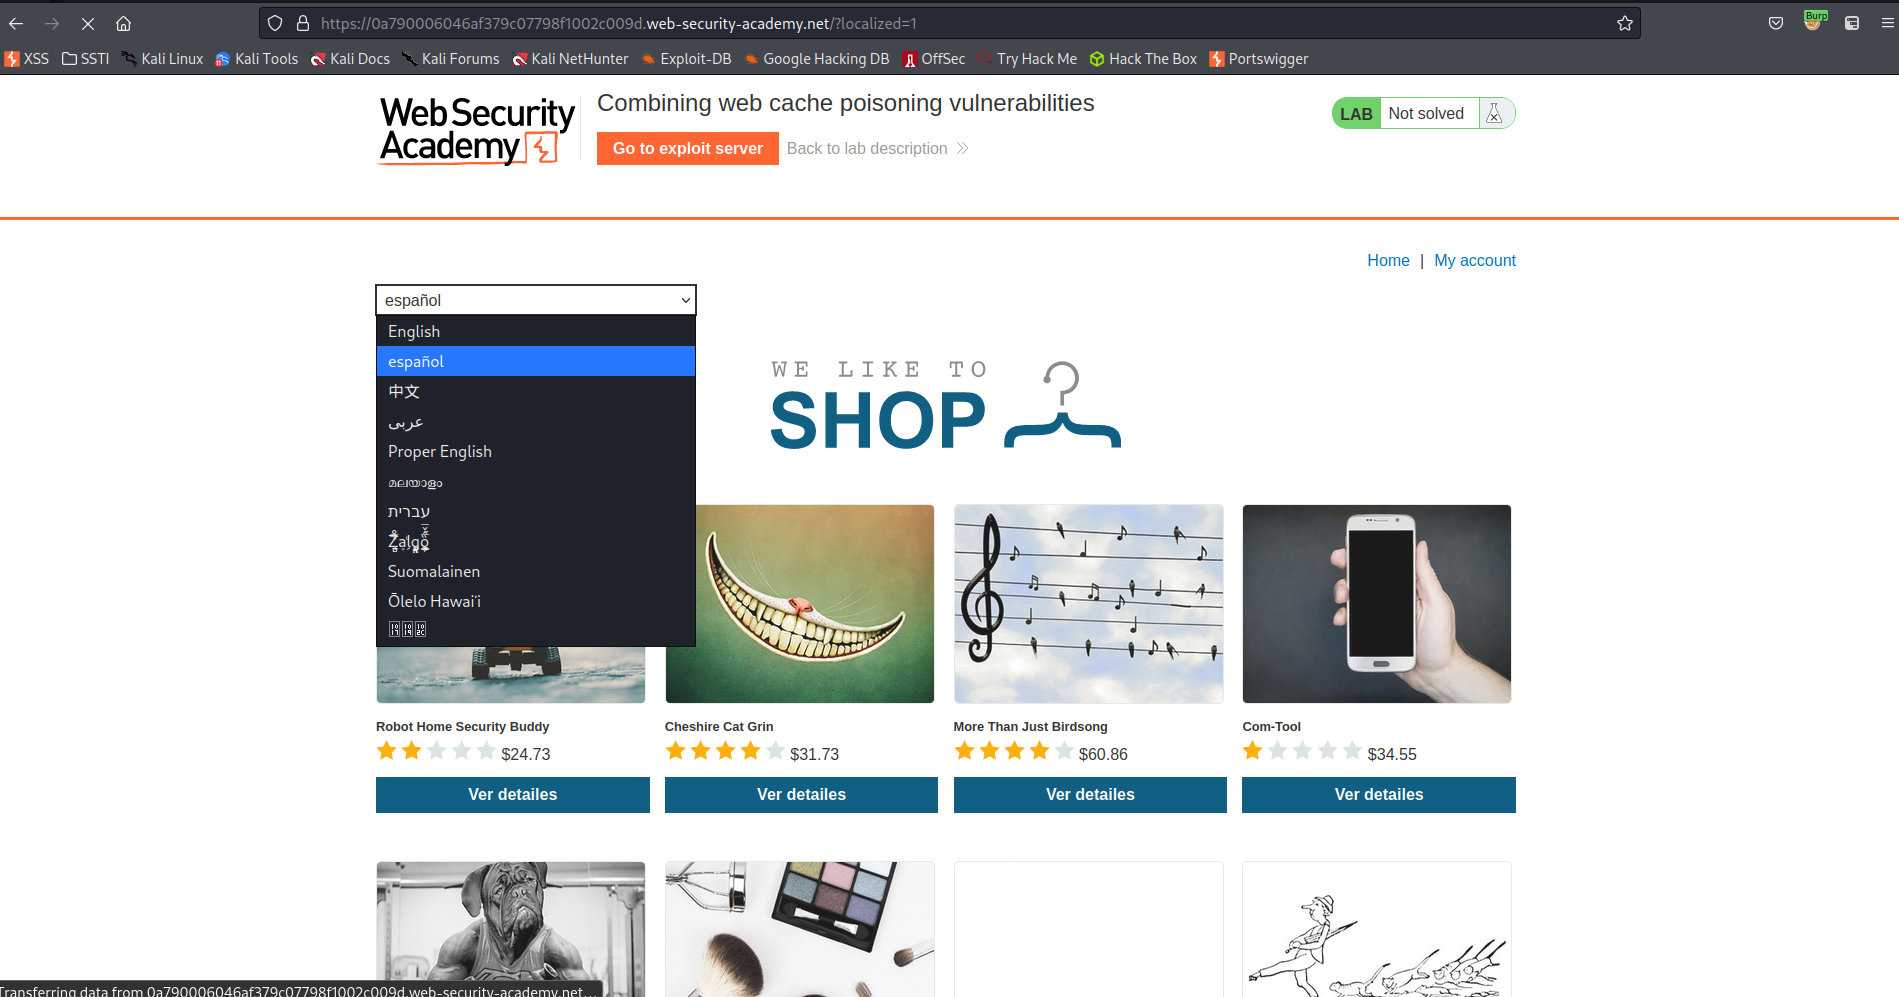 https://0a790006046af379c07798f1002c009d.web-security-academy.net/?localized=1
Burp
XSS SSTI Kali Linux Kali Tools Kali Docs Kali Forums Kali NetHunter Exploit-DB Google Hacking DB OffSec Try Hack Me Hack The Box Portswigger
Web Security
Academy
Combining web cache poisoning vulnerabilities
Go to exploit server Back to lab description
LAB Not solved
Home | My account
español
English
español
中文
عربى
Proper English
മലയാളം
עברית
Zalgo
Suomalainen
Ōlelo Hawaiʻi
WE LIKE TO
SHOP
Robot Home Security Buddy
$24.73
Ver detailes
Cheshire Cat Grin
$31.73
Ver detailes
More Than Just Birdsong
$60.86
Ver detailes
Com-Tool
$34.55
Ver detailes
Transferring data from 0a790006046af379c07798f1002c009d.web-security-academy.net...